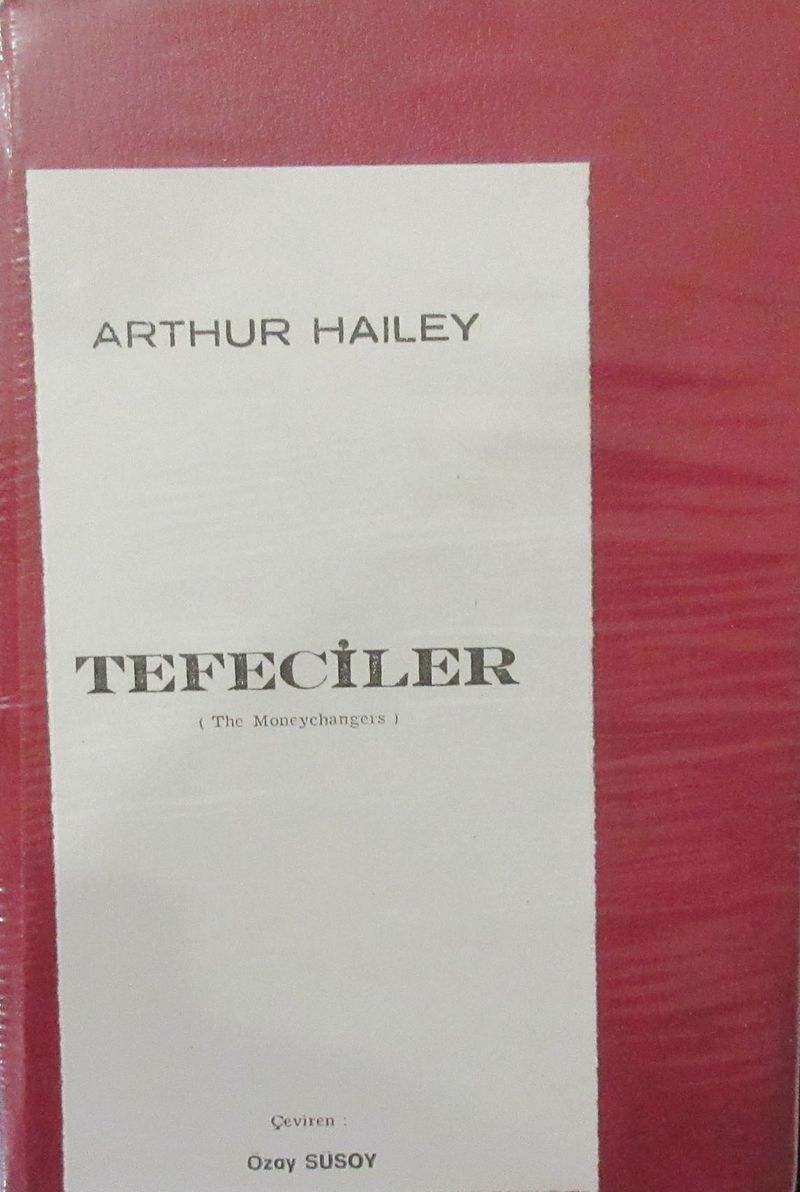 ARTHUR HAILEY
TEFECİLER
( The Moneychangers )
Çeviren :
Özay SÜSOY